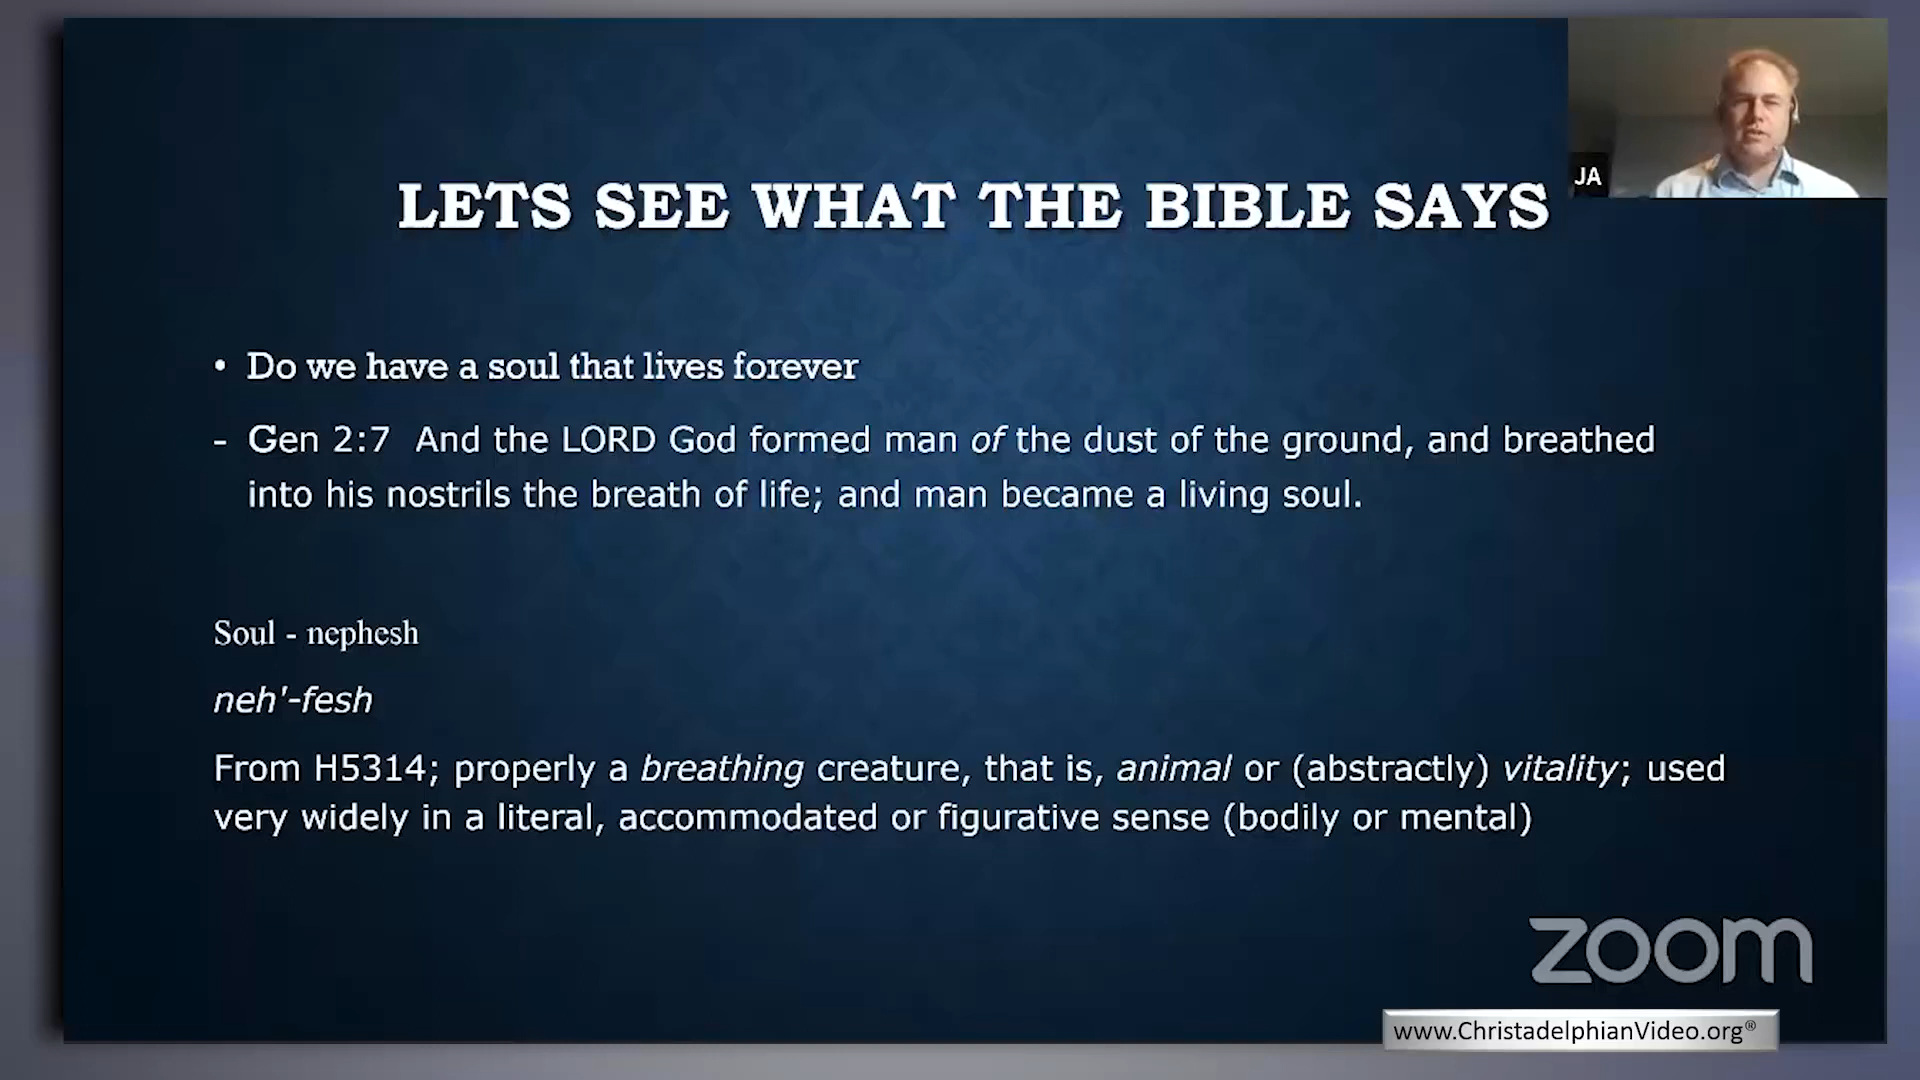 JA
LETS SEE WHAT THE BIBLE SAYS
• Do we have a soul that lives forever
- Gen 2:7 And the LORD God formed man of the dust of the ground, and breathed
into his nostrils the breath of life; and man became a living soul.
Soul - nephesh
neh'-fesh
From H5314; properly a breathing creature, that is, animal or (abstractly) vitality; used
very widely in a literal, accommodated or figurative sense (bodily or mental)
zoom
www.ChristadelphianVideo.org®